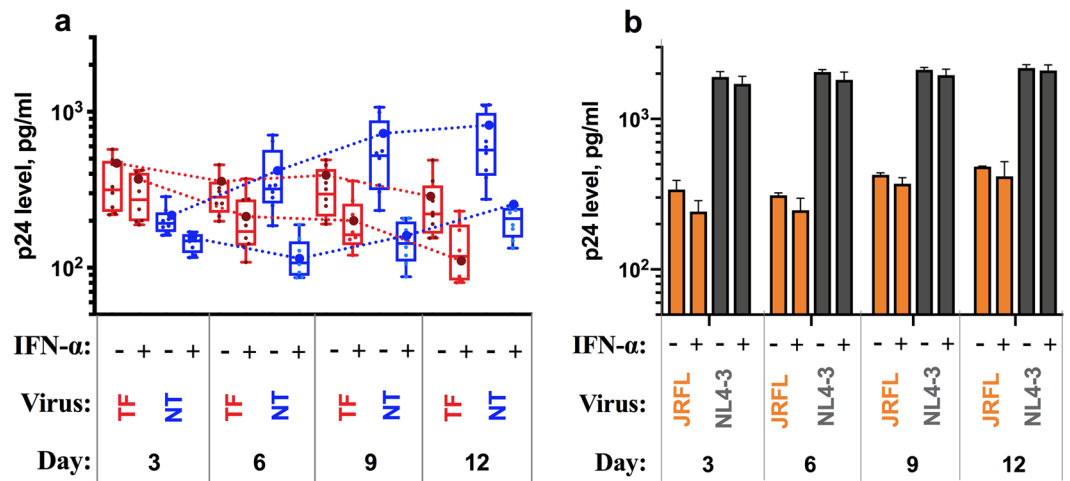 a
p24 level, pg/ml
10³
10²
IFN-α: - + - + - + - + - + - + - + - +
Virus: TF NT TF NT TF NT TF NT
Day: 3 6 9 12
b
p24 level, pg/ml
10³
10²
IFN-α: - + - + - + - + - + - + - + - +
Virus: JRFL NL4-3 JRFL NL4-3 JRFL NL4-3 JRFL NL4-3
Day: 3 6 9 12